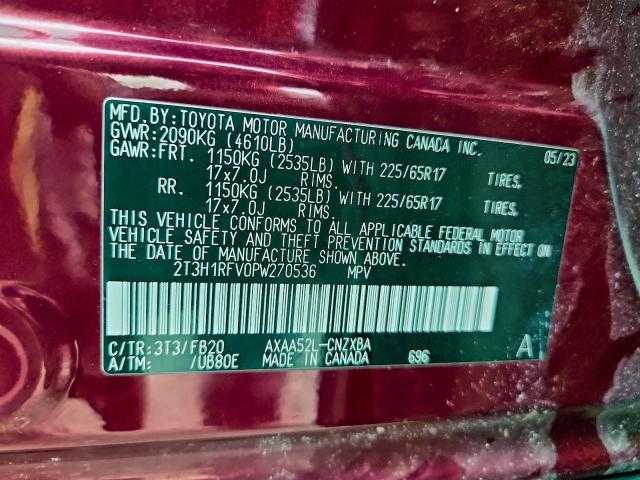 MFD.BY:TOYOTA MOTOR MANUFACTURING CANADA INC. 05/23
GVWR:2090KG (4610LB)
GAWR:FRT. 1150KG (2535LB) WITH 225/65R17 TIRES,
17x7.0J RIMS.
RR. 1150KG (2535LB) WITH 225/65R17 TIRES,
17x7.0J RIMS.
THIS VEHICLE CONFORMS TO ALL APPLICABLE FEDERAL MOTOR
VEHICLE SAFETY AND THEFT PREVENTION STANDARDS IN EFFECT ON
THE DATE OF MANUFACTURE SHOWN ABOVE.
2T3H1RFV0PW270536 MPV
C/TR:3T3/FB20 AXAA52L-CNZXBA A
A/TM: /UB80E MADE IN CANADA 696